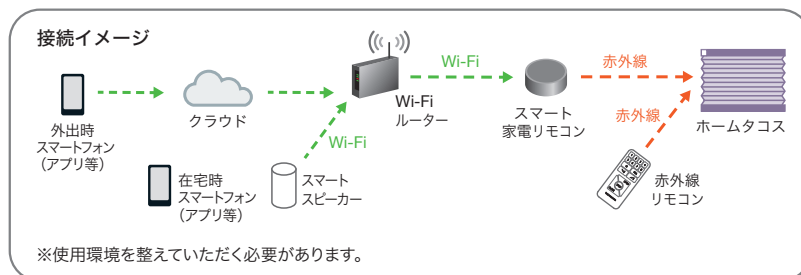 接続イメージ
外出時
スマートフォン
（アプリ等）
クラウド
Wi-Fi
在宅時
スマートフォン
（アプリ等）
スマート
スピーカー
Wi-Fi
ルーター
Wi-Fi
スマート
家電リモコン
赤外線
赤外線
赤外線
リモコン
ホームタコス
※使用環境を整えていただく必要があります。